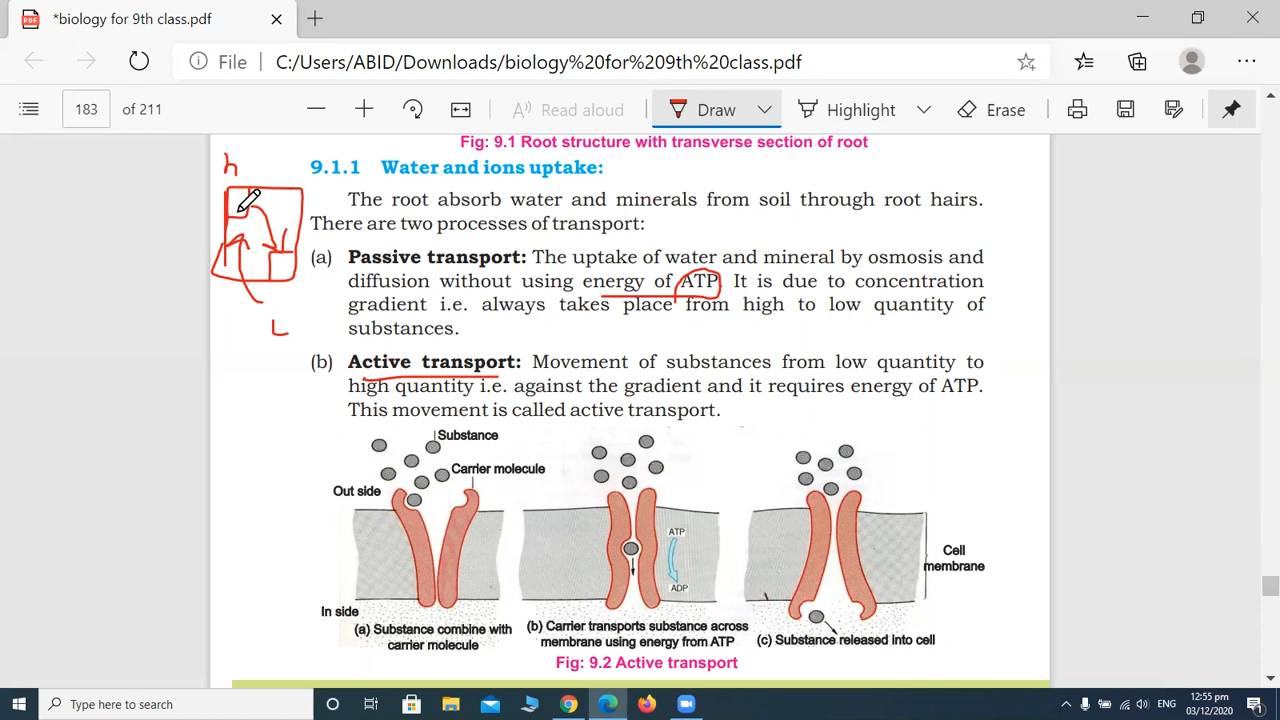 *biology for 9th class.pdf
File
C:/Users/ABID/Downloads/biology%20for%209th%20class.pdf
183 of 211
Read aloud
Draw
Highlight
Erase
Fig: 9.1 Root structure with transverse section of root
h
9.1.1 Water and ions uptake:
The root absorb water and minerals from soil through root hairs.
There are two processes of transport:
(a) Passive transport: The uptake of water and mineral by osmosis and
diffusion without using energy of ATP. It is due to concentration
gradient i.e. always takes place from high to low quantity of
L
substances.
(b) Active transport: Movement of substances from low quantity to
high quantity i.e. against the gradient and it requires energy of ATP.
This movement is called active transport.
Substance
Carrier molecule
Out side
ATP
ADP
Cell
membrane
In side
(a) Substance combine with
carrier molecule
(b) Carrier transports substance across
membrane using energy from ATP
(c) Substance released into cell
Fig: 9.2 Active transport
Type here to search
ENG
12:55 pm
03/12/2020